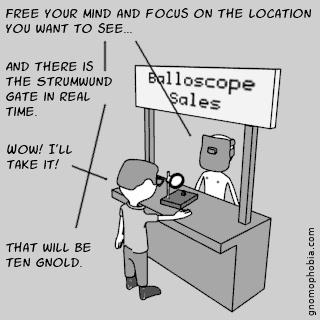 FREE YOUR MIND AND FOCUS ON THE LOCATION
YOU WANT TO SEE...
AND THERE IS
THE STRUMWUND
GATE IN REAL
TIME.
WOW! I'LL
TAKE IT!
THAT WILL BE
TEN GNOLD.
Balloscope
Sales
gnomophobia.com